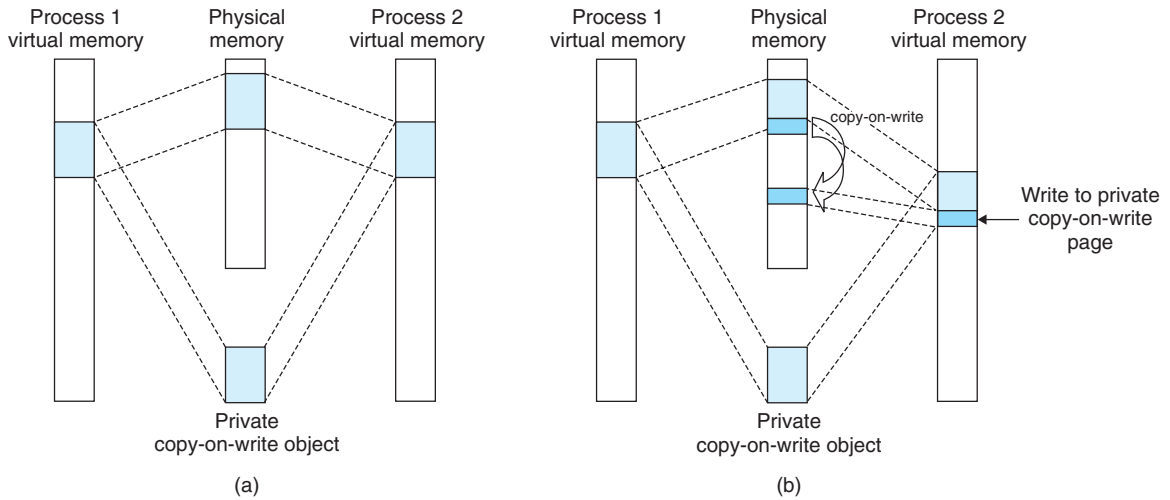 Process 1
virtual memory
Physical
memory
Process 2
virtual memory
Private
copy-on-write object
(a)
Process 1
virtual memory
Physical
memory
Process 2
virtual memory
copy-on-write
Write to private
copy-on-write
page
Private
copy-on-write object
(b)